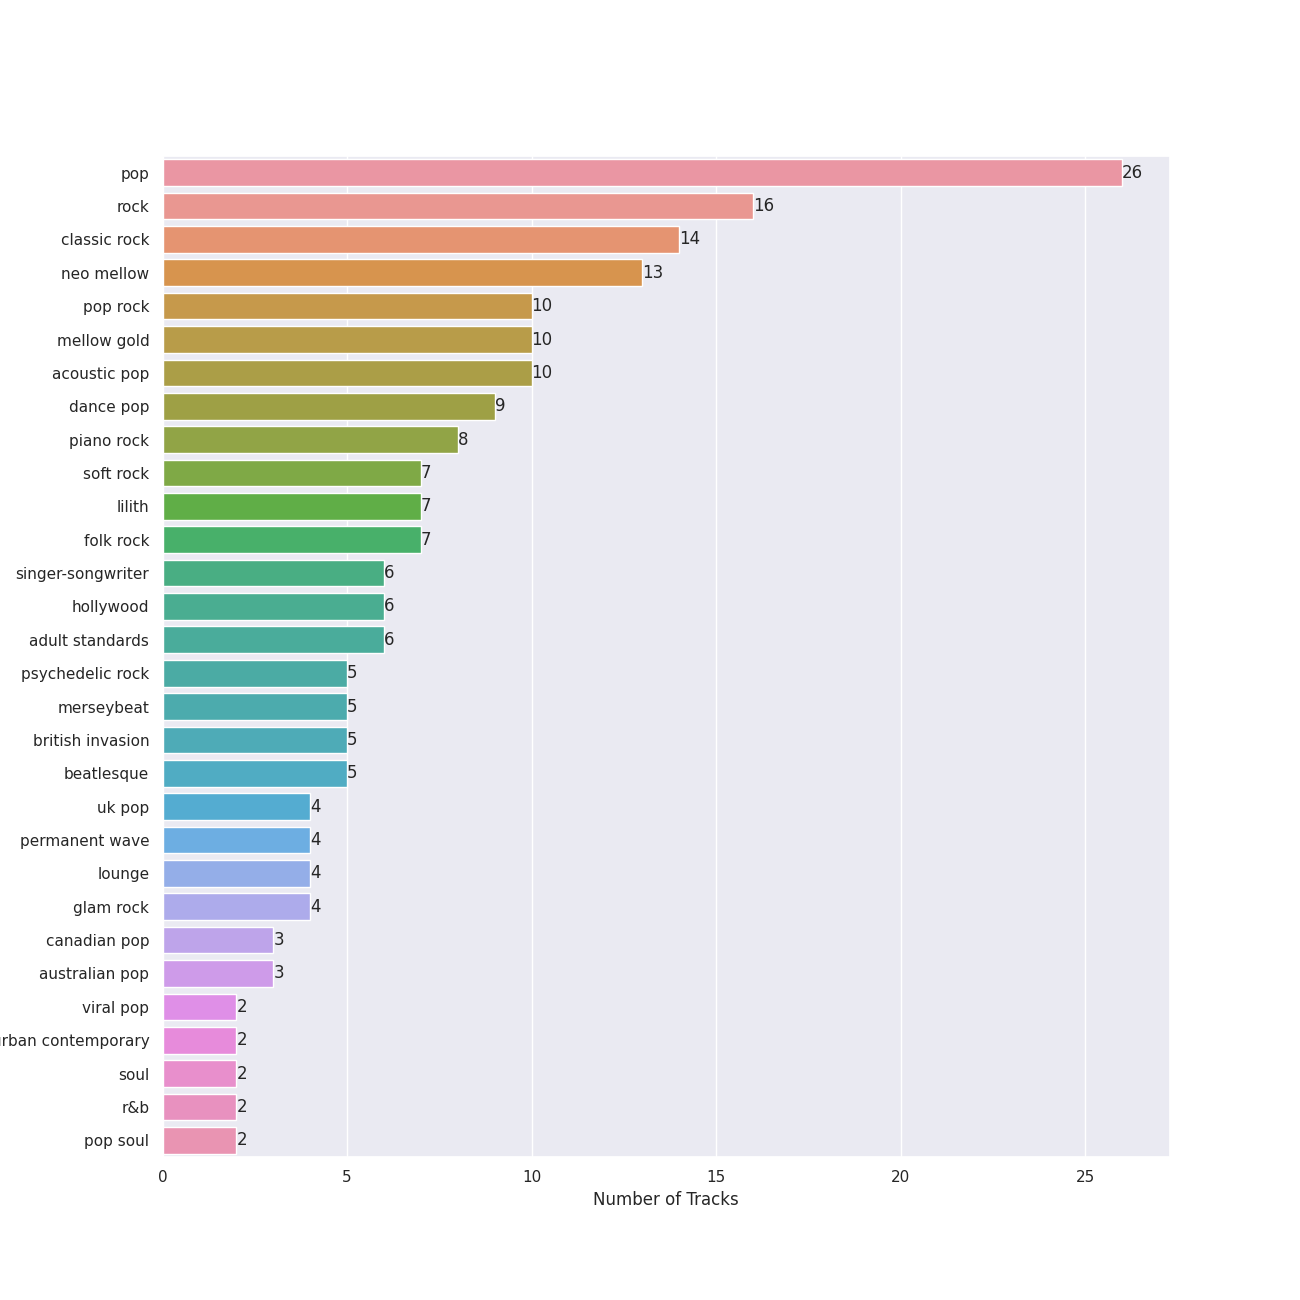 pop 26
rock 16
classic rock 14
neo mellow 13
pop rock 10
mellow gold 10
acoustic pop 10
dance pop 9
piano rock 8
soft rock 7
lilith 7
folk rock 7
singer-songwriter 6
hollywood 6
adult standards 6
psychedelic rock 5
merseybeat 5
british invasion 5
beatlesque 5
uk pop 4
permanent wave 4
lounge 4
glam rock 4
canadian pop 3
australian pop 3
viral pop 2
rban contemporary 2
soul 2
r&b 2
pop soul 2
0 5 10 15 20 25
Number of Tracks